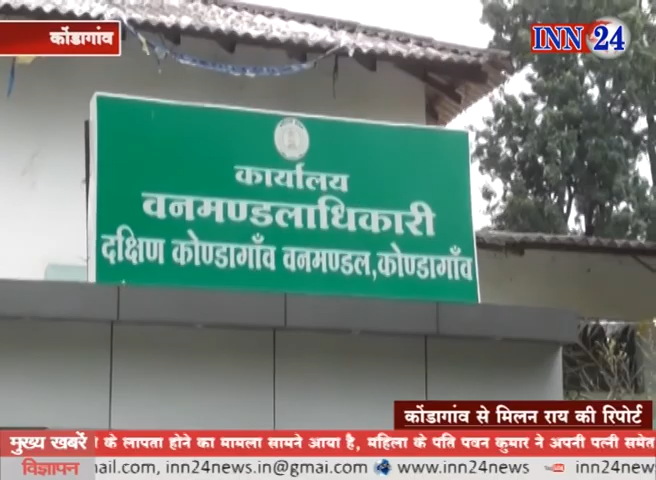 कोंडागांव
INN 24
कार्यालय
वनमण्डलाधिकारी
दक्षिण कोण्डागाँव वनमण्डल, कोण्डागाँव
कोंडागांव से मिलन राय की रिपोर्ट
मुख्य खबरें के लापता होने का मामला सामने आया है, महिला के पति पवन कुमार ने अपनी पत्नी समेत
विज्ञापन ail.com, inn24news.in@gmai.com www.inn24news inn24new